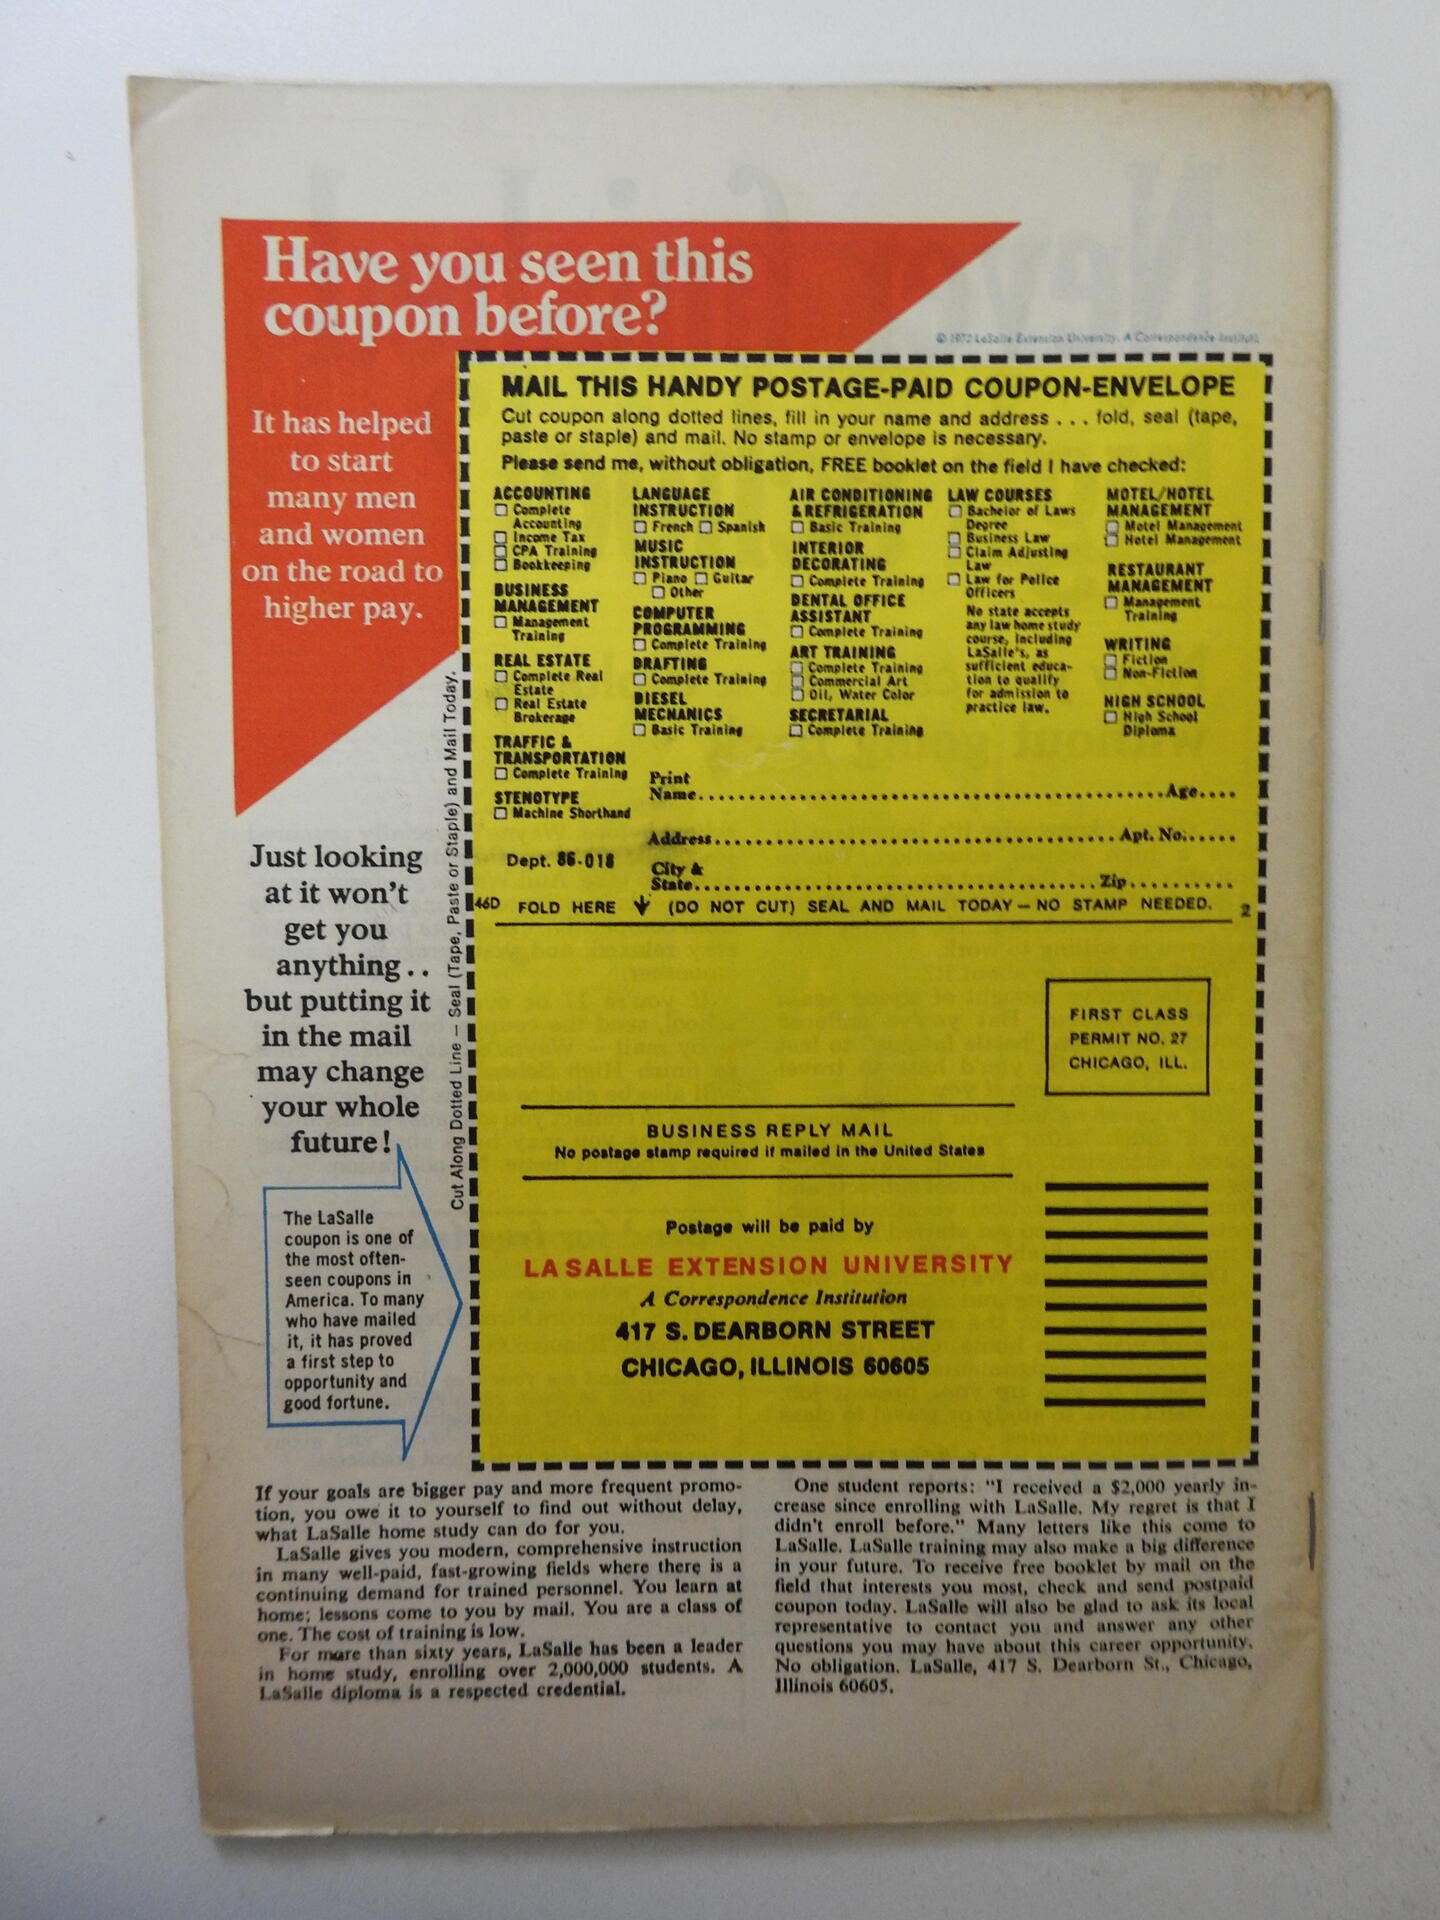 Have you seen this
coupon before?
© 1972 LaSalle Extension University. A Correspondence Institution
It has helped
to start
many men
and women
on the road to
higher pay.
Just looking
at it won't
get you
anything..
but putting it
in the mail
may change
your whole
future!
The LaSalle
coupon is one of
the most often-
seen coupons in
America. To many
who have mailed
it, it has proved
a first step to
opportunity and
good fortune.
Cut Along Dotted Line — Seal (Tape, Paste or Staple) and Mail Today.
MAIL THIS HANDY POSTAGE-PAID COUPON-ENVELOPE
Cut coupon along dotted lines, fill in your name and address . . . fold, seal (tape,
paste or staple) and mail. No stamp or envelope is necessary.
Please send me, without obligation, FREE booklet on the field I have checked:
ACCOUNTING
☐ Complete
Accounting
☐ Income Tax
☐ CPA Training
☐ Bookkeeping
BUSINESS
MANAGEMENT
☐ Management
Training
REAL ESTATE
☐ Complete Real
Estate
☐ Real Estate
Brokerage
TRAFFIC &
TRANSPORTATION
☐ Complete Training
STENOTYPE
☐ Machine Shorthand
LANGUAGE
INSTRUCTION
☐ French ☐ Spanish
MUSIC
INSTRUCTION
☐ Piano ☐ Guitar
☐ Other
COMPUTER
PROGRAMMING
☐ Complete Training
DRAFTING
☐ Complete Training
DIESEL
MECHANICS
☐ Basic Training
AIR CONDITIONING
& REFRIGERATION
☐ Basic Training
INTERIOR
DECORATING
☐ Complete Training
DENTAL OFFICE
ASSISTANT
☐ Complete Training
ART TRAINING
☐ Complete Training
☐ Commercial Art
☐ Oil, Water Color
SECRETARIAL
☐ Complete Training
LAW COURSES
☐ Bachelor of Laws
Degree
☐ Business Law
☐ Claim Adjusting
Law
☐ Law for Police
Officers
No state accepts
any law home study
course, including
LaSalle's, as
sufficient educa-
tion to qualify
for admission to
practice law.
MOTEL/HOTEL
MANAGEMENT
☐ Motel Management
☐ Hotel Management
RESTAURANT
MANAGEMENT
☐ Management
Training
WRITING
☐ Fiction
☐ Non-Fiction
HIGH SCHOOL
☐ High School
Diploma
Print
Name.......... Age....
Address.......... Apt. No......
Dept. 86-018
City &
State.......... Zip..........
46D FOLD HERE ↓ (DO NOT CUT) SEAL AND MAIL TODAY — NO STAMP NEEDED. 2
FIRST CLASS
PERMIT NO. 27
CHICAGO, ILL.
BUSINESS REPLY MAIL
No postage stamp required if mailed in the United States
Postage will be paid by
LA SALLE EXTENSION UNIVERSITY
A Correspondence Institution
417 S. DEARBORN STREET
CHICAGO, ILLINOIS 60605
If your goals are bigger pay and more frequent promo-
tion, you owe it to yourself to find out without delay,
what LaSalle home study can do for you.
LaSalle gives you modern, comprehensive instruction
in many well-paid, fast-growing fields where there is a
continuing demand for trained personnel. You learn at
home; lessons come to you by mail. You are a class of
one. The cost of training is low.
For more than sixty years, LaSalle has been a leader
in home study, enrolling over 2,000,000 students. A
LaSalle diploma is a respected credential.
One student reports: "I received a $2,000 yearly in-
crease since enrolling with LaSalle. My regret is that I
didn't enroll before." Many letters like this come to
LaSalle. LaSalle training may also make a big difference
in your future. To receive free booklet by mail on the
field that interests you most, check and send postpaid
coupon today. LaSalle will also be glad to ask its local
representative to contact you and answer any other
questions you may have about this career opportunity.
No obligation. LaSalle, 417 S. Dearborn St., Chicago,
Illinois 60605.